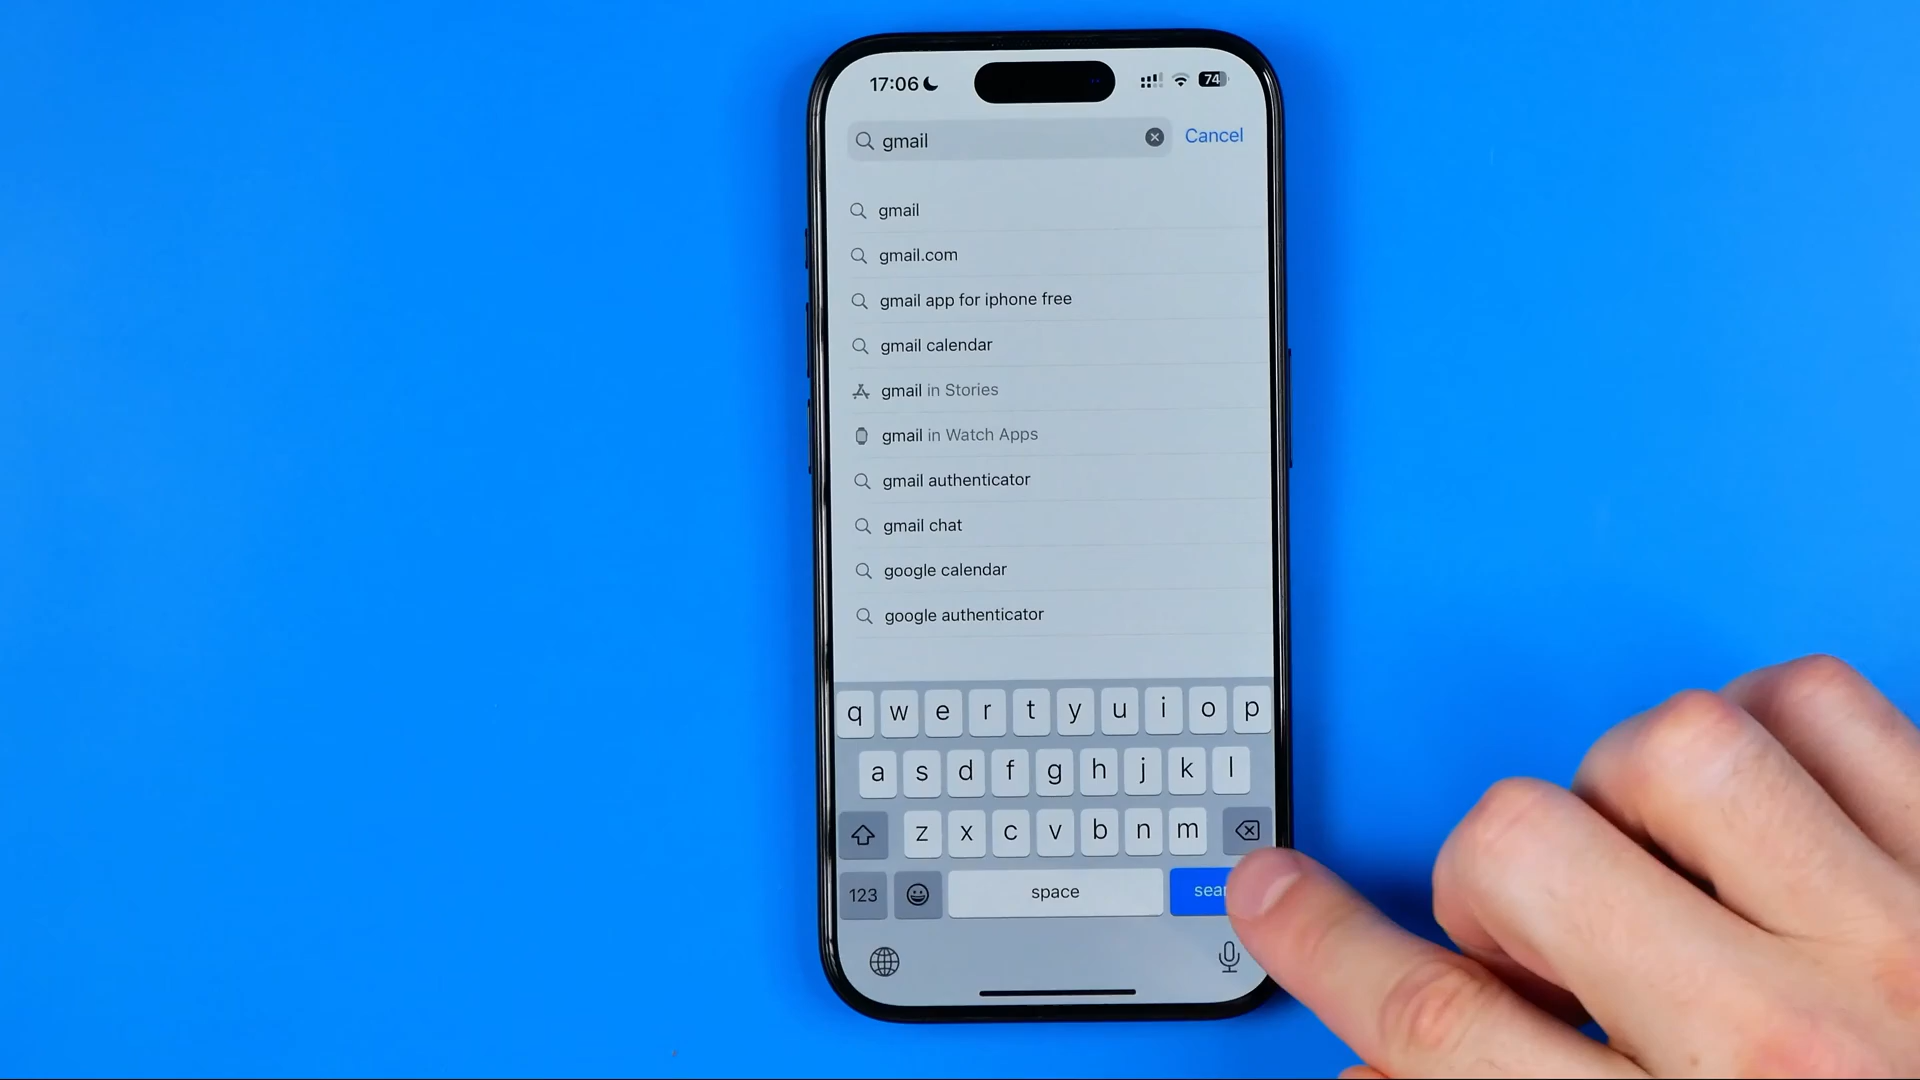 17:06
74
gmail
Cancel
gmail
gmail.com
gmail app for iphone free
gmail calendar
gmail in Stories
gmail in Watch Apps
gmail authenticator
gmail chat
google calendar
google authenticator
q w e r t y u i o p
a s d f g h j k l
z x c v b n m
123
space
sear